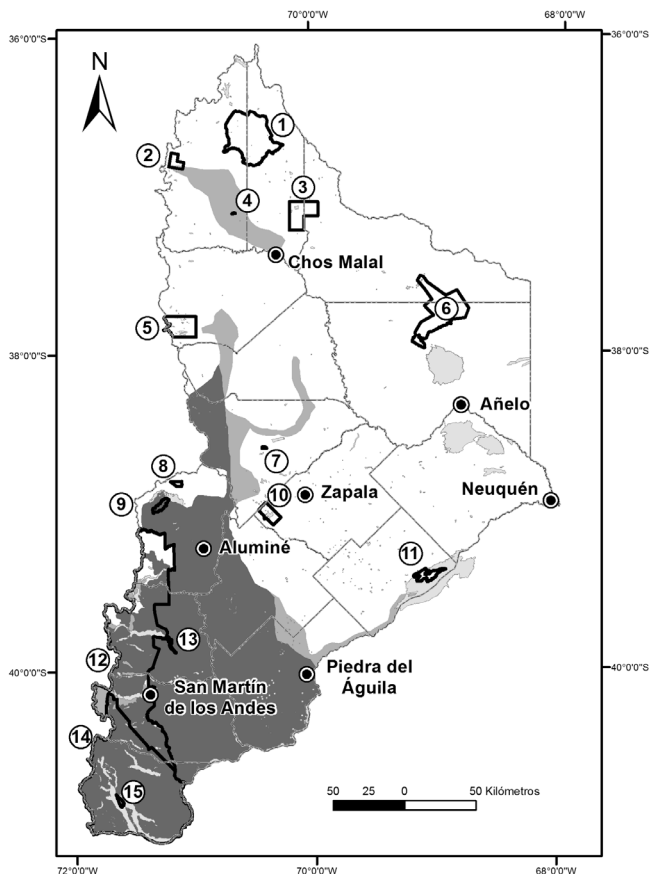 70°0'0"W
68°0'0"W
36°0'0"S
36°0'0"S
N
1
2
3
4
Chos Malal
5
6
38°0'0"S
38°0'0"S
Añelo
7
8
9
10
Zapala
Neuquén
Aluminé
11
13
12
40°0'0"S
40°0'0"S
Piedra del
Águila
San Martín
de los Andes
14
15
50
25
0
50 Kilómetros
72°0'0"W
70°0'0"W
68°0'0"W